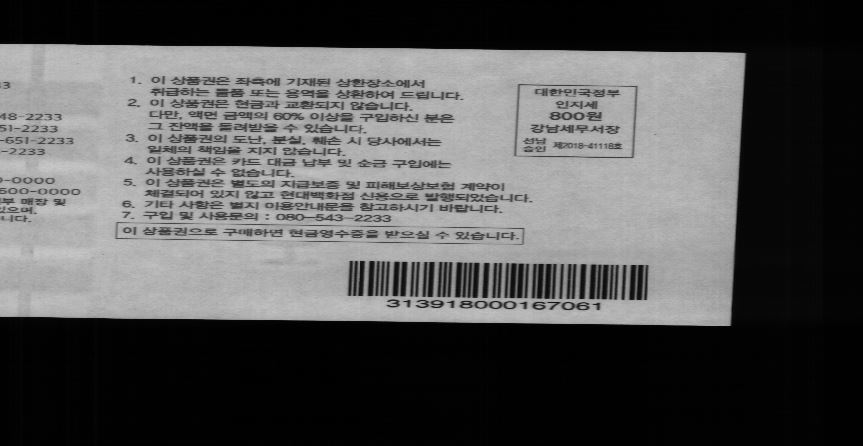 3
48-2233
51-2233
-651-2233
-2233
0-0000
500-0000
부 매장 및
있으며,
니다.
1. 이 상품권은 좌측에 기재된 상환장소에서
취급하는 물품 또는 용역을 상환하여 드립니다.
2. 이 상품권은 현금과 교환되지 않습니다.
다만, 액면 금액의 60% 이상을 구입하신 분은
그 잔액을 돌려받을 수 있습니다.
3. 이 상품권의 도난, 분실, 훼손 시 당사에서는
일체의 책임을 지지 않습니다.
4. 이 상품권은 카드 대금 납부 및 소급 구입에는
사용하실 수 없습니다.
5. 이 상품권은 별도의 지급보증 및 피해보상보험 계약이
체결되어 있지 않고 현대백화점 신용으로 발행되었습니다.
6. 기타 사항은 별지 이용안내문을 참고하시기 바랍니다.
7. 구입 및 사용문의 : 080-543-2233
이 상품권으로 구매하면 현금영수증을 받으실 수 있습니다.
대한민국정부
인지세
800원
강남세무서장
선납
승인 제2018-41118호
313918000167061